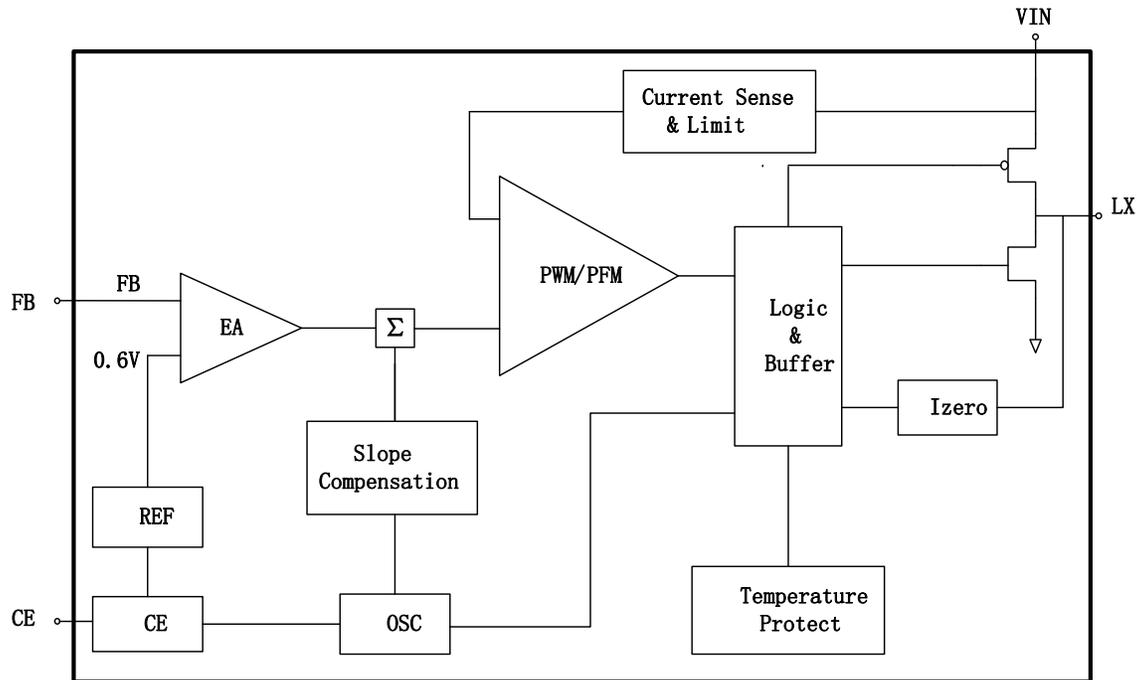 VIN
Current Sense
& Limit
LX
FB
FB
EA
Σ
PWM/PFM
Logic
&
Buffer
0.6V
Izero
Slope
Compensation
REF
CE
CE
OSC
Temperature
Protect